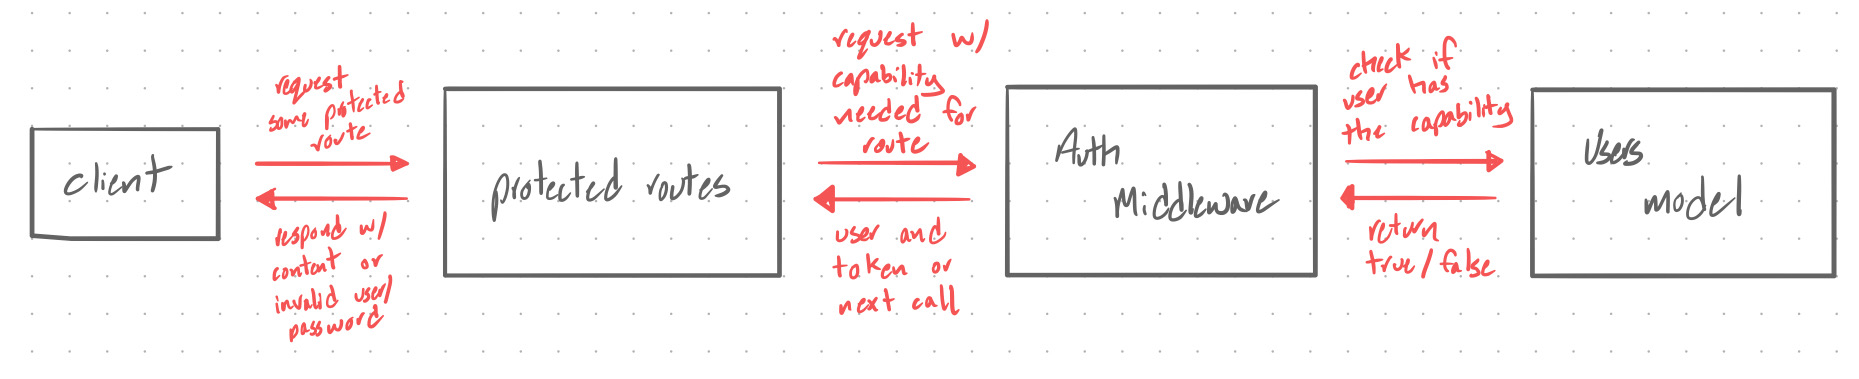 client
request
some protected
route
respond w/
content or
invalid user/
password
protected routes
request w/
capability
needed for
route
user and
token or
next call
Auth
Middleware
check if
user has
the capability
return
true/false
Users
model